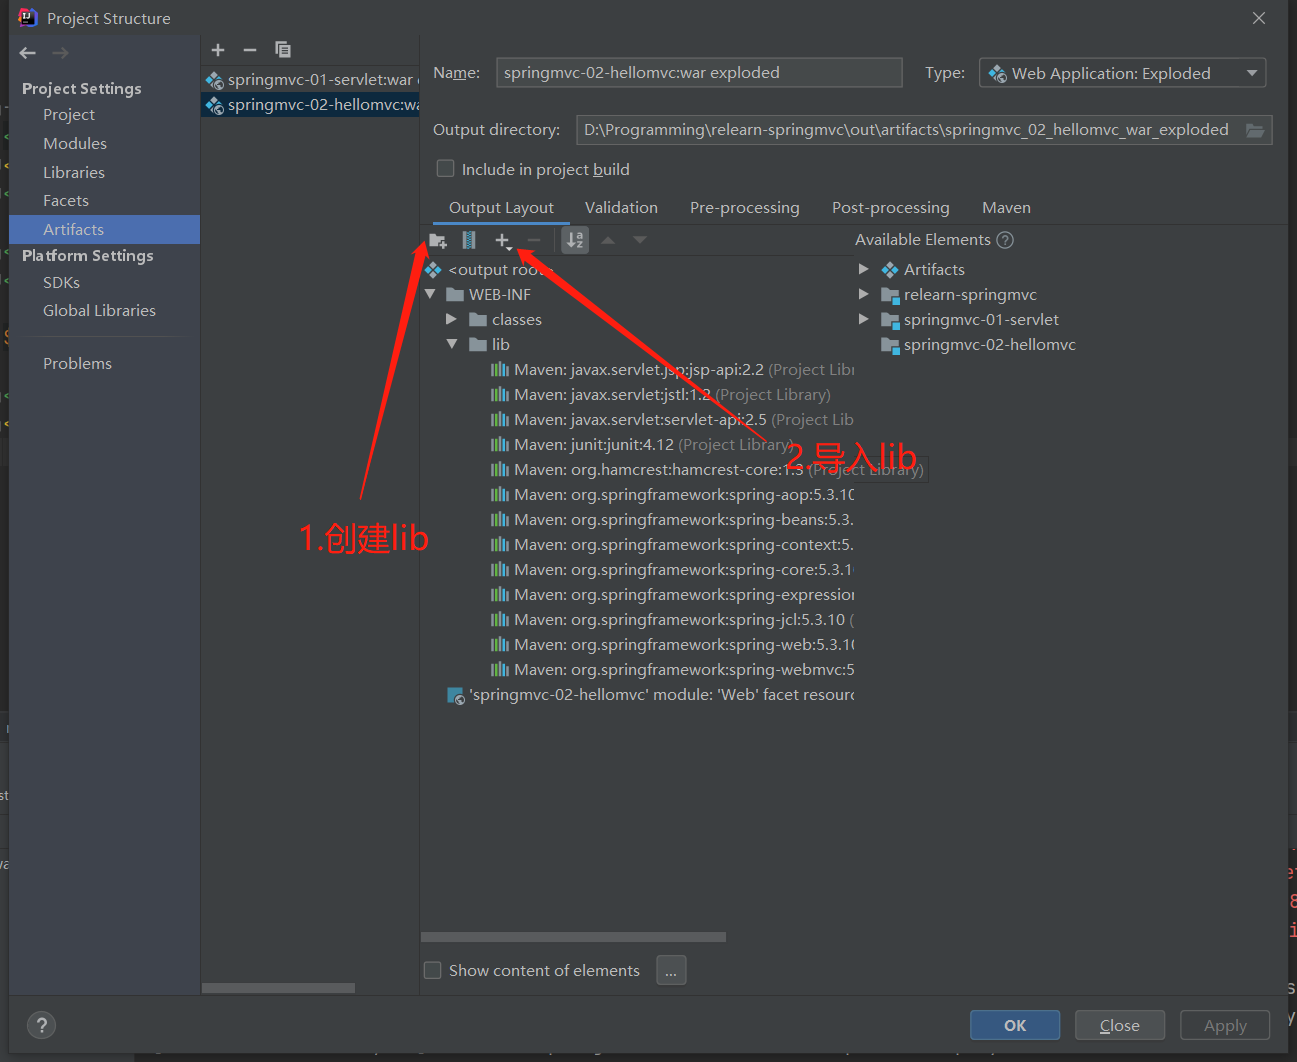 Project Structure
Project Settings
Project
Modules
Libraries
Facets
Artifacts
Platform Settings
SDKs
Global Libraries
Problems
springmvc-01-servlet:war
springmvc-02-hellomvc:wa
Name: springmvc-02-hellomvc:war exploded
Type: Web Application: Exploded
Output directory: D:\Programming\relearn-springmvc\out\artifacts\springmvc_02_hellomvc_war_exploded
Include in project build
Output Layout Validation Pre-processing Post-processing Maven
Available Elements
<output root>
WEB-INF
classes
lib
Maven: javax.servlet.jsp:jsp-api:2.2 (Project Libr
Maven: javax.servlet:jstl:1.2 (Project Library)
Maven: javax.servlet:servlet-api:2.5 (Project Lib
Maven: junit:junit:4.12 (Project Library)
Maven: org.hamcrest:hamcrest-core:1.3 (Project Library)
Maven: org.springframework:spring-aop:5.3.10
Maven: org.springframework:spring-beans:5.3.
Maven: org.springframework:spring-context:5.
Maven: org.springframework:spring-core:5.3.1
Maven: org.springframework:spring-expression
Maven: org.springframework:spring-jcl:5.3.10 (
Maven: org.springframework:spring-web:5.3.10
Maven: org.springframework:spring-webmvc:5
'springmvc-02-hellomvc' module: 'Web' facet resourc
Artifacts
relearn-springmvc
springmvc-01-servlet
springmvc-02-hellomvc
1.创建lib
2.导入lib
Show content of elements
...
OK
Close
Apply